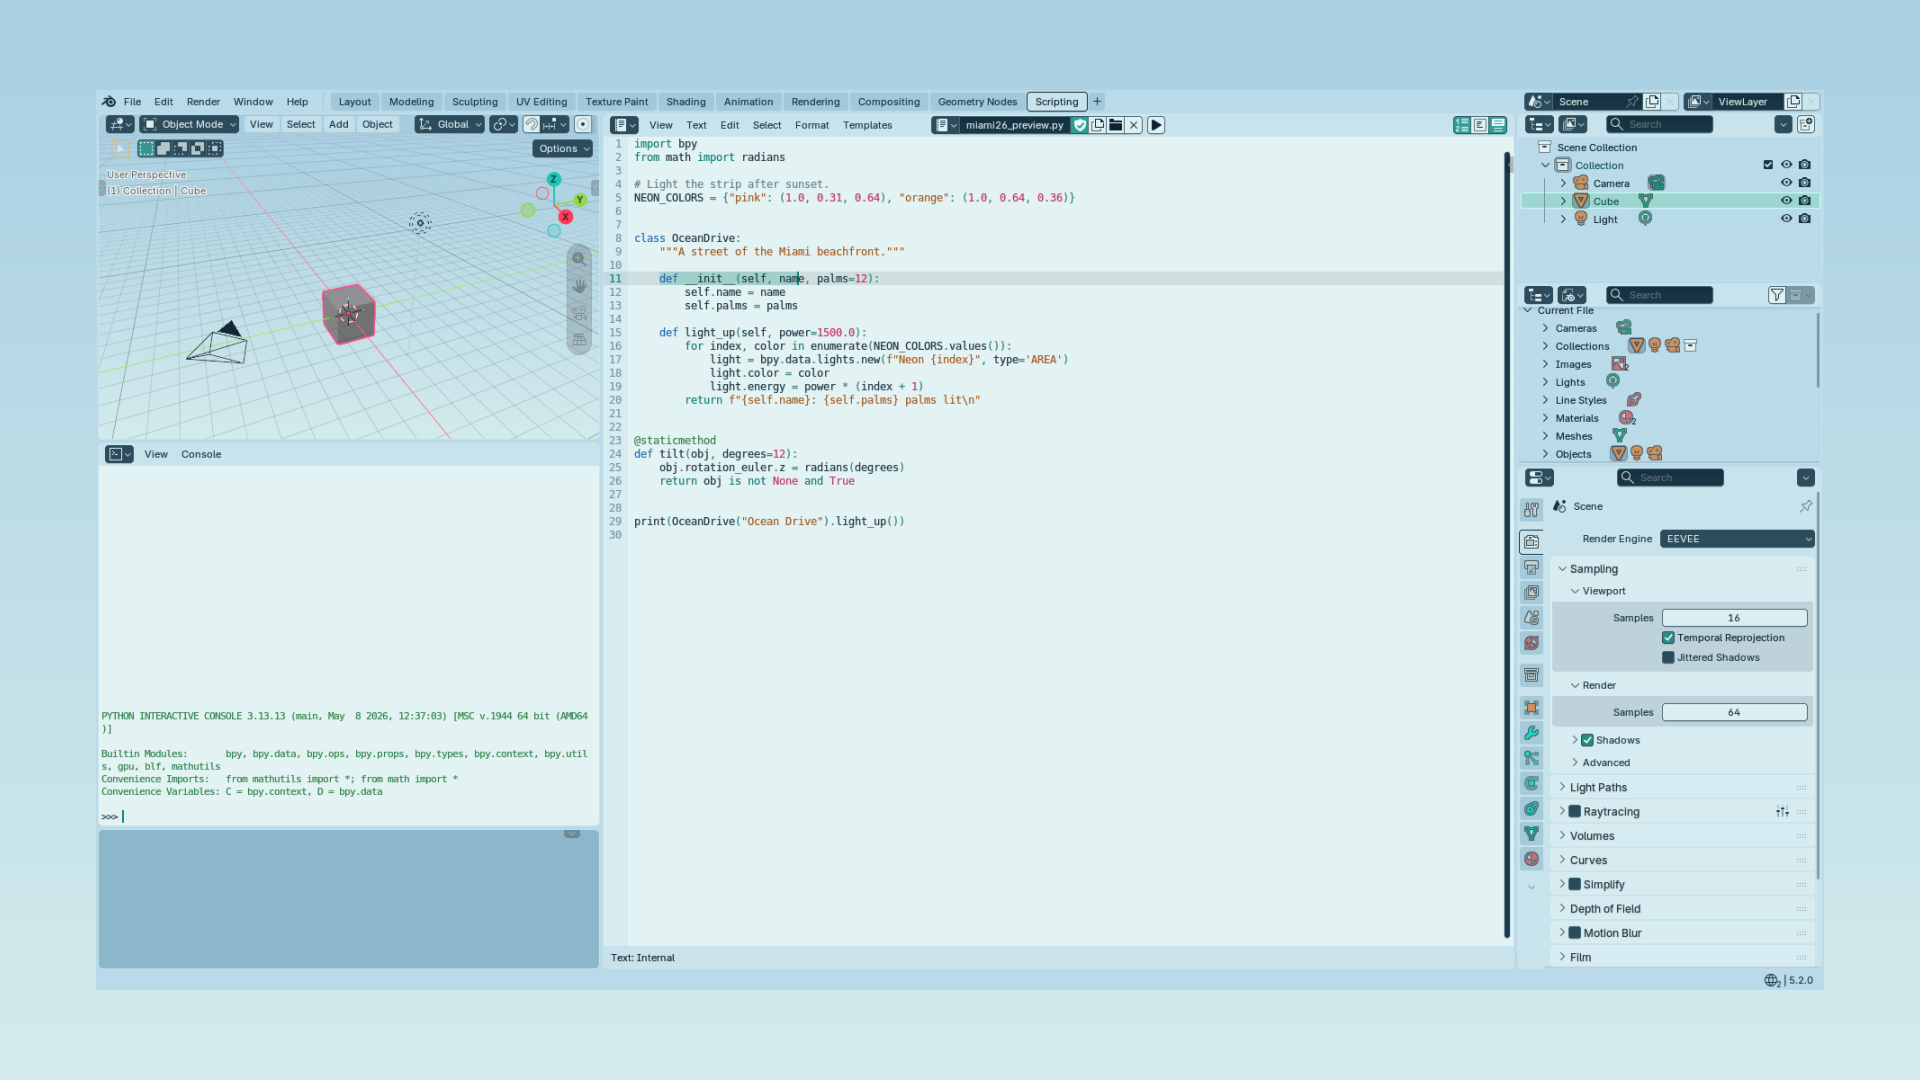 File Edit Render Window Help Layout Modeling Sculpting UV Editing Texture Paint Shading Animation Rendering Compositing Geometry Nodes Scripting + Scene ViewLayer
Object Mode View Select Add Object Global
Options
User Perspective
(1) Collection | Cube
Z
Y
X
View Text Edit Select Format Templates miami26_preview.py
1 import bpy
2 from math import radians
3
4 # Light the strip after sunset.
5 NEON_COLORS = {"pink": (1.0, 0.31, 0.64), "orange": (1.0, 0.64, 0.36)}
6
7
8 class OceanDrive:
9     """A street of the Miami beachfront."""
10
11     def __init__(self, name, palms=12):
12         self.name = name
13         self.palms = palms
14
15     def light_up(self, power=1500.0):
16         for index, color in enumerate(NEON_COLORS.values()):
17             light = bpy.data.lights.new(f"Neon {index}", type='AREA')
18             light.color = color
19             light.energy = power * (index + 1)
20         return f"{self.name}: {self.palms} palms lit\n"
21
22
23 @staticmethod
24 def tilt(obj, degrees=12):
25     obj.rotation_euler.z = radians(degrees)
26     return obj is not None and True
27
28
29 print(OceanDrive("Ocean Drive").light_up())
30
Text: Internal
View Console
PYTHON INTERACTIVE CONSOLE 3.13.13 (main, May  8 2026, 12:37:03) [MSC v.1944 64 bit (AMD64
)]
Builtin Modules:       bpy, bpy.data, bpy.ops, bpy.props, bpy.types, bpy.context, bpy.util
s, gpu, blf, mathutils
Convenience Imports:   from mathutils import *; from math import *
Convenience Variables: C = bpy.context, D = bpy.data
>>>
Search
Scene Collection
Collection
Camera
Cube
Light
Search
Current File
Cameras
Collections
Images 2
Lights
Line Styles
Materials 2
Meshes
Objects
Search
Scene
Render Engine EEVEE
Sampling
Viewport
Samples 16
Temporal Reprojection
Jittered Shadows
Render
Samples 64
Shadows
Advanced
Light Paths
Raytracing
Volumes
Curves
Simplify
Depth of Field
Motion Blur
Film
2 | 5.2.0